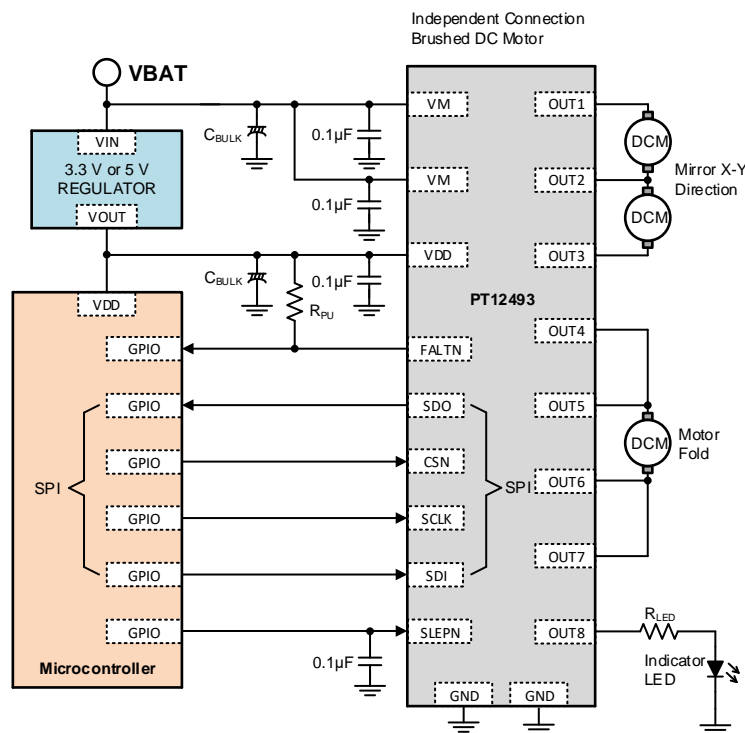 Independent Connection
Brushed DC Motor
VBAT
VIN
3.3 V or 5 V
REGULATOR
VOUT
CBULK
0.1µF
0.1µF
VM
VM
OUT1
OUT2
OUT3
DCM
DCM
Mirror X-Y
Direction
CBULK
RPU
0.1µF
VDD
PT12493
VDD
GPIO
FALTN
OUT4
GPIO
SDO
OUT5
GPIO
CSN
DCM
Motor
Fold
SPI
SPI
OUT6
GPIO
SCLK
OUT7
GPIO
SDI
GPIO
SLEPN
OUT8
RLED
0.1µF
Indicator
LED
Microcontroller
GND
GND